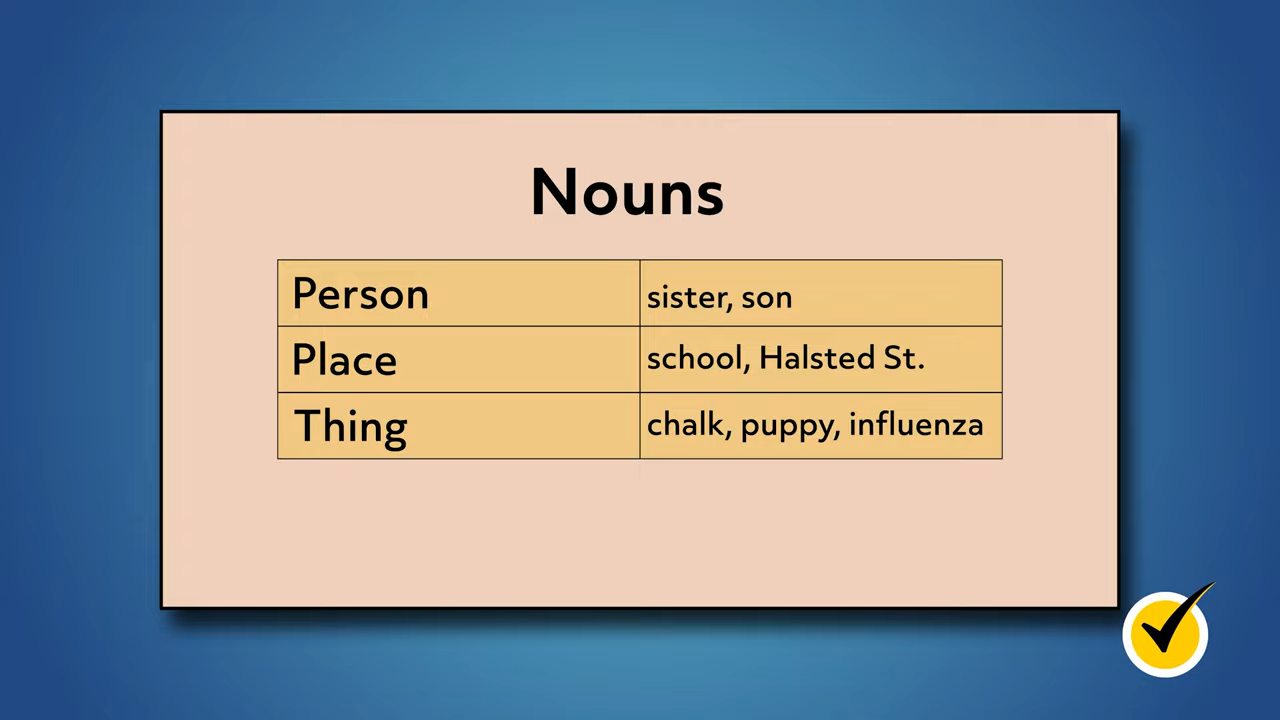 Nouns
Person sister, son
Place school, Halsted St.
Thing chalk, puppy, influenza